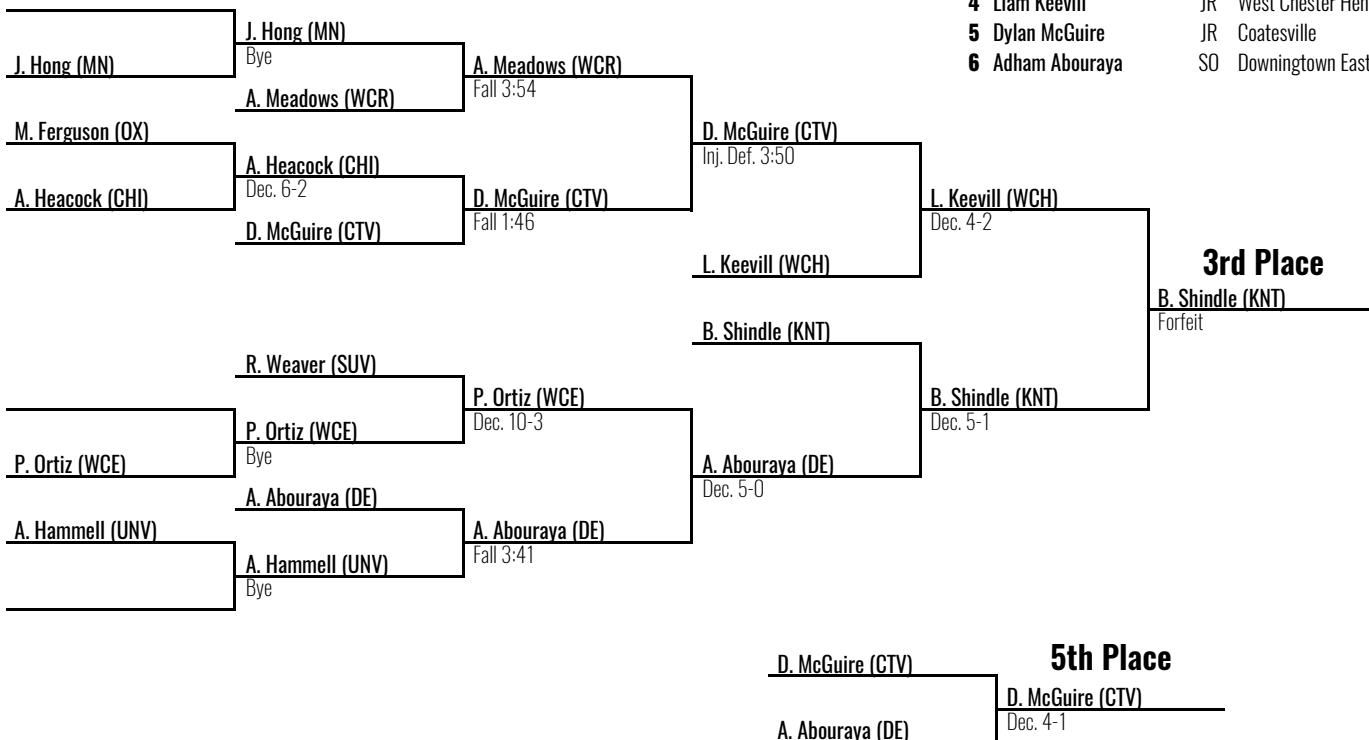 4 Liam Keevill JR West Chester Hen
5 Dylan McGuire JR Coatesville
6 Adham Abouraya SO Downingtown East
J. Hong (MN)
Bye
J. Hong (MN)
A. Meadows (WCR)
Fall 3:54
A. Meadows (WCR)
M. Ferguson (OX)
D. McGuire (CTV)
Inj. Def. 3:50
A. Heacock (CHI)
Dec. 6-2
A. Heacock (CHI)
D. McGuire (CTV)
Fall 1:46
L. Keevill (WCH)
Dec. 4-2
D. McGuire (CTV)
L. Keevill (WCH)
3rd Place
B. Shindle (KNT)
Forfeit
B. Shindle (KNT)
R. Weaver (SUV)
P. Ortiz (WCE)
Dec. 10-3
B. Shindle (KNT)
Dec. 5-1
P. Ortiz (WCE)
Bye
P. Ortiz (WCE)
A. Abouraya (DE)
Dec. 5-0
A. Abouraya (DE)
A. Hammell (UNV)
A. Abouraya (DE)
Fall 3:41
A. Hammell (UNV)
Bye
D. McGuire (CTV)
5th Place
D. McGuire (CTV)
Dec. 4-1
A. Abouraya (DE)